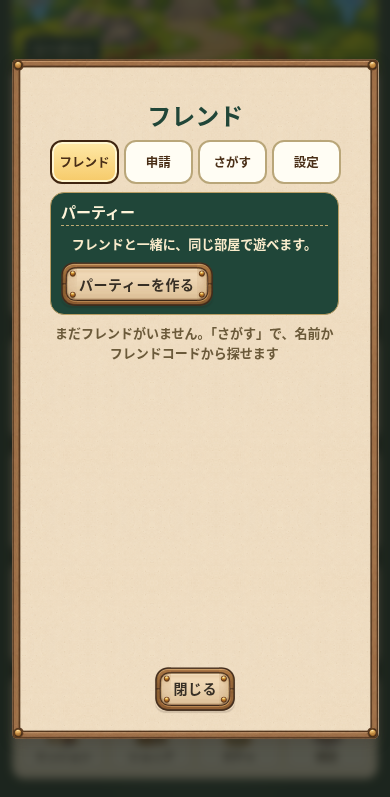 フレンド
フレンド
申請
さがす
設定
パーティー
フレンドと一緒に、同じ部屋で遊べます。
パーティーを作る
まだフレンドがいません。「さがす」で、名前か
フレンドコードから探せます
閉じる